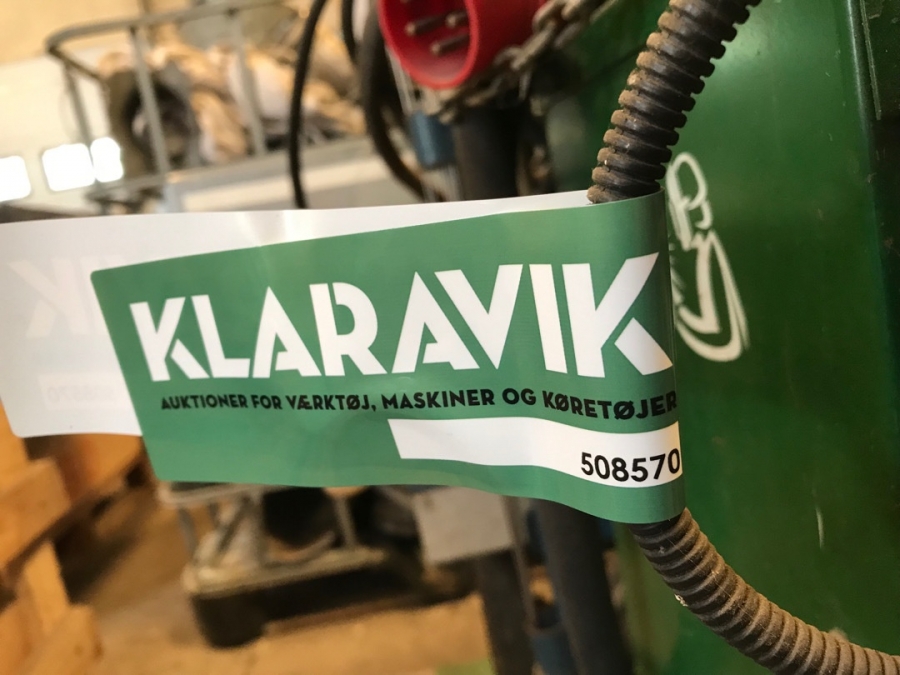 KLARAVIK
AUKTIONER FOR VÆRKTØJ, MASKINER OG KØRETØJER
508570